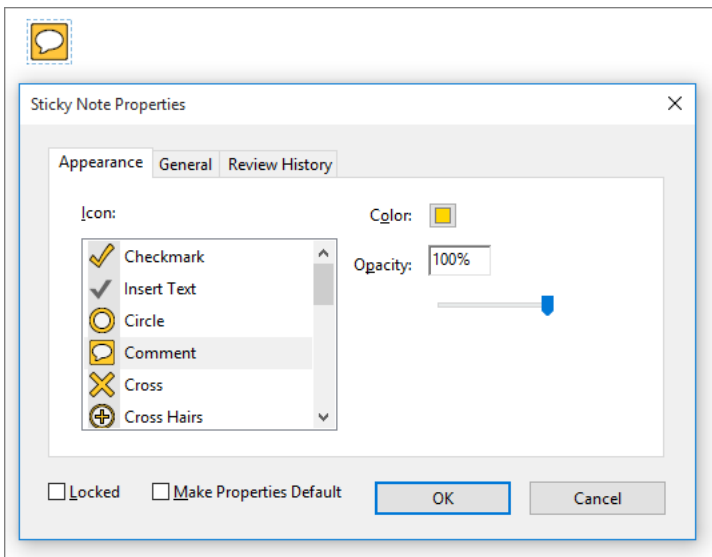 Sticky Note Properties
Appearance General Review History
Icon:
Color:
Checkmark
Opacity: 100%
Insert Text
Circle
Comment
Cross
Cross Hairs
Locked Make Properties Default OK Cancel